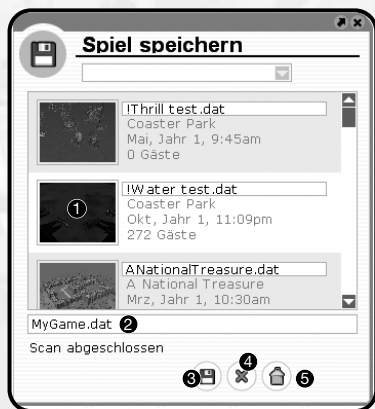 Spiel speichern
!Thrill test.dat
Coaster Park
Mai, Jahr 1, 9:45am
0 Gäste
!Water test.dat
Coaster Park
Okt, Jahr 1, 11:09pm
272 Gäste
1
ANationalTreasure.dat
A National Treasure
Mrz, Jahr 1, 10:30am
MyGame.dat 2
Scan abgeschlossen
4
3 5